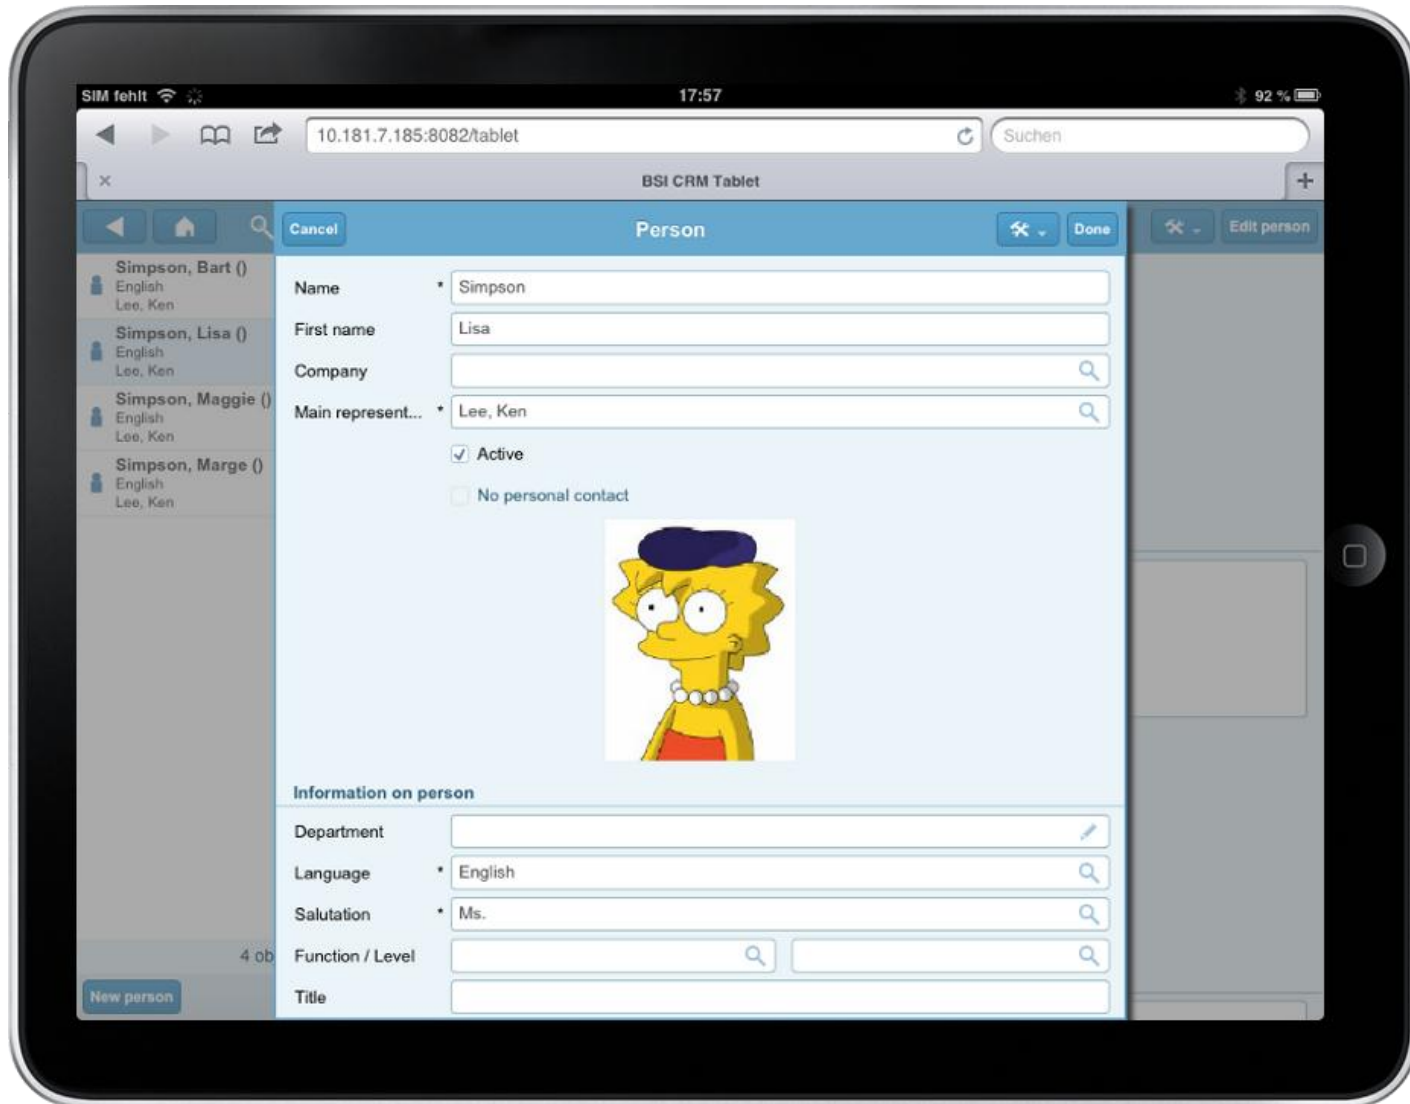 SIM fehlt 17:57 92 %
10.181.7.185:8082/tablet Suchen
BSI CRM Tablet
Cancel Person Done Edit person
Simpson, Bart ()
English
Lee, Ken
Simpson, Lisa ()
English
Lee, Ken
Simpson, Maggie ()
English
Lee, Ken
Simpson, Marge ()
English
Lee, Ken
4 ob
New person
Name * Simpson
First name Lisa
Company
Main represent... * Lee, Ken
Active
No personal contact
Information on person
Department
Language * English
Salutation * Ms.
Function / Level
Title